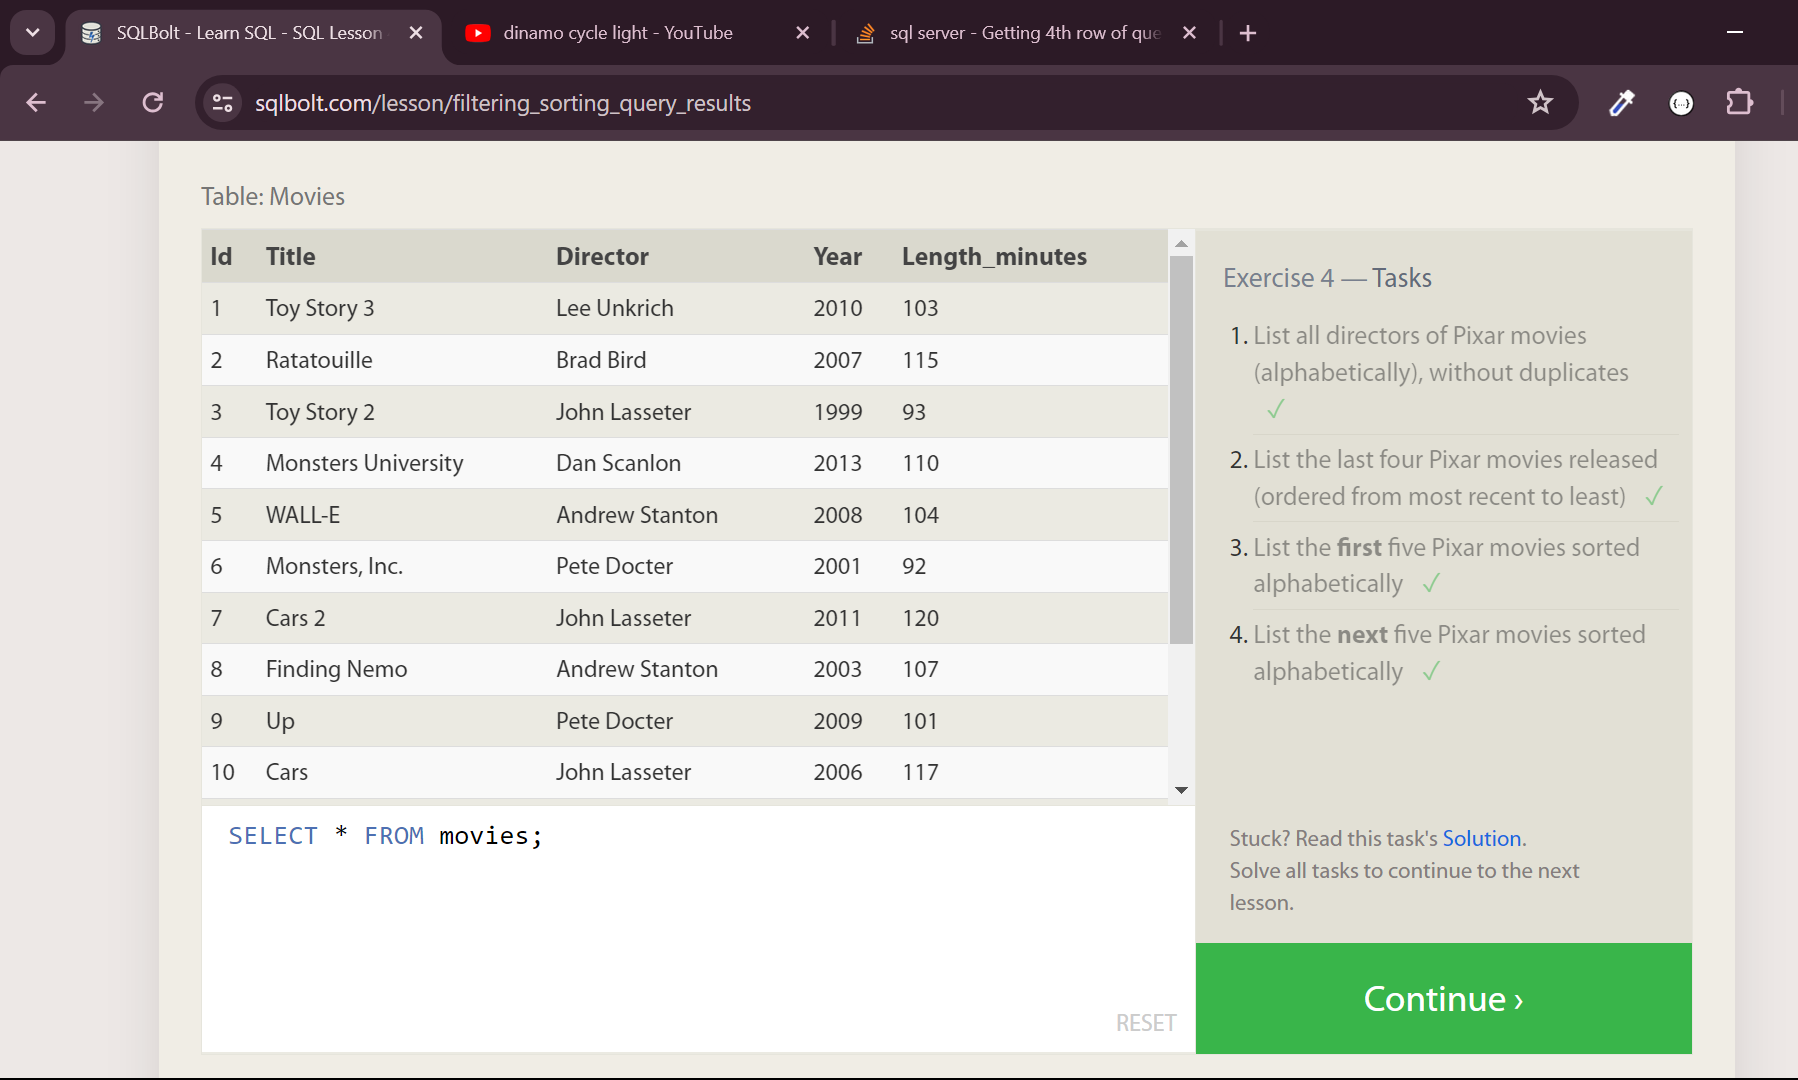 SQLBolt - Learn SQL - SQL Lesson
dinamo cycle light - YouTube
sql server - Getting 4th row of que
sqlbolt.com/lesson/filtering_sorting_query_results
Table: Movies
Id Title Director Year Length_minutes
1 Toy Story 3 Lee Unkrich 2010 103
2 Ratatouille Brad Bird 2007 115
3 Toy Story 2 John Lasseter 1999 93
4 Monsters University Dan Scanlon 2013 110
5 WALL-E Andrew Stanton 2008 104
6 Monsters, Inc. Pete Docter 2001 92
7 Cars 2 John Lasseter 2011 120
8 Finding Nemo Andrew Stanton 2003 107
9 Up Pete Docter 2009 101
10 Cars John Lasseter 2006 117
SELECT * FROM movies;
RESET
Exercise 4 — Tasks
1. List all directors of Pixar movies
(alphabetically), without duplicates
✓
2. List the last four Pixar movies released
(ordered from most recent to least) ✓
3. List the first five Pixar movies sorted
alphabetically ✓
4. List the next five Pixar movies sorted
alphabetically ✓
Stuck? Read this task's Solution.
Solve all tasks to continue to the next
lesson.
Continue ›